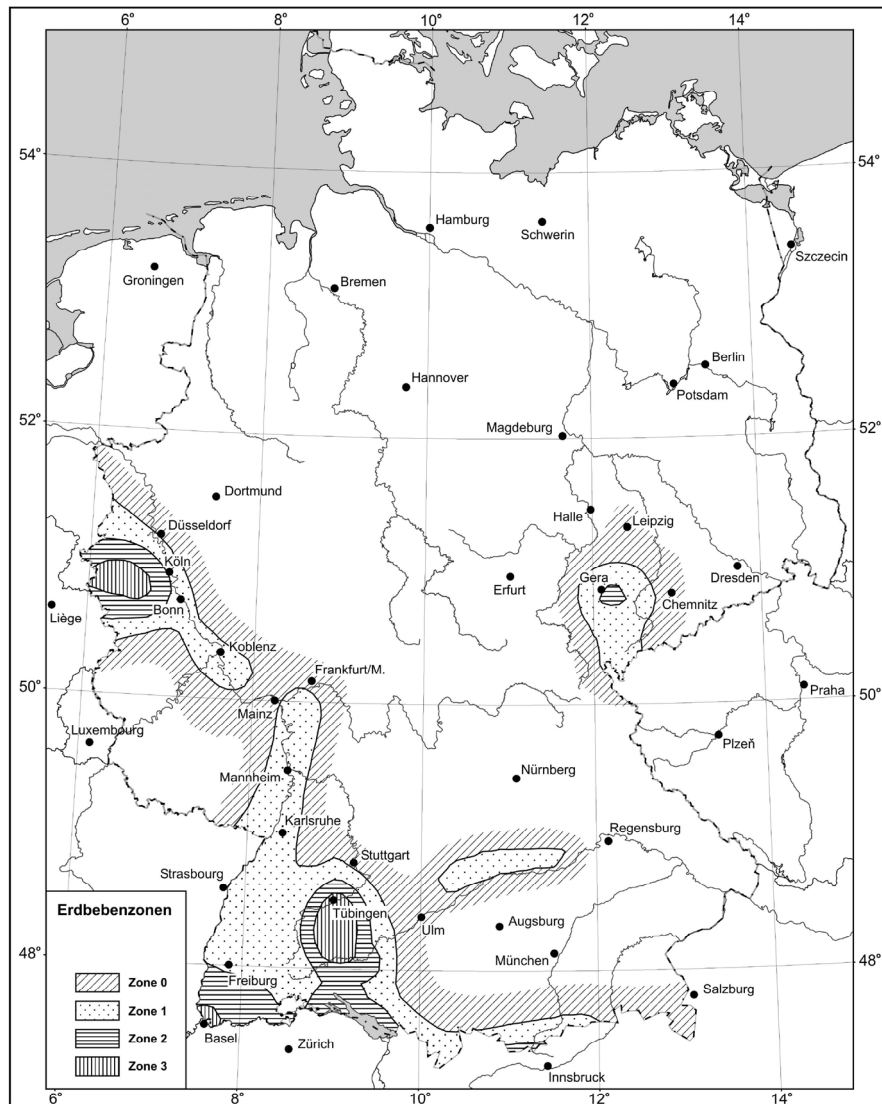 6° 8° 10° 12° 14°
54° 54°
Hamburg
Schwerin
Szczecin
Groningen
Bremen
Berlin
Hannover
Potsdam
52° 52°
Magdeburg
Dortmund
Halle
Leipzig
Düsseldorf
Köln
Erfurt
Gera
Dresden
Chemnitz
Bonn
Liège
Koblenz
Frankfurt/M.
50° 50°
Praha
Mainz
Luxembourg
Plzeň
Mannheim
Nürnberg
Karlsruhe
Regensburg
Stuttgart
Strasbourg
Tübingen
Ulm
Augsburg
München
48° 48°
Freiburg
Salzburg
Basel
Zürich
Innsbruck
Erdbebenzonen
Zone 0
Zone 1
Zone 2
Zone 3
6° 8° 10° 12° 14°